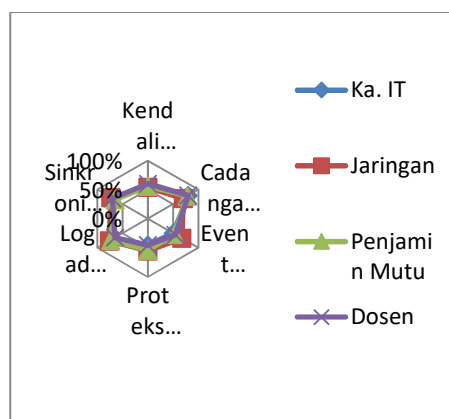 Kend
ali...
Cada
nga...
Event
t...
Prot
eks...
Log
ad...
Sinkr
oni...
100%
50%
0%
Ka. IT
Jaringan
Penjami
n Mutu
Dosen